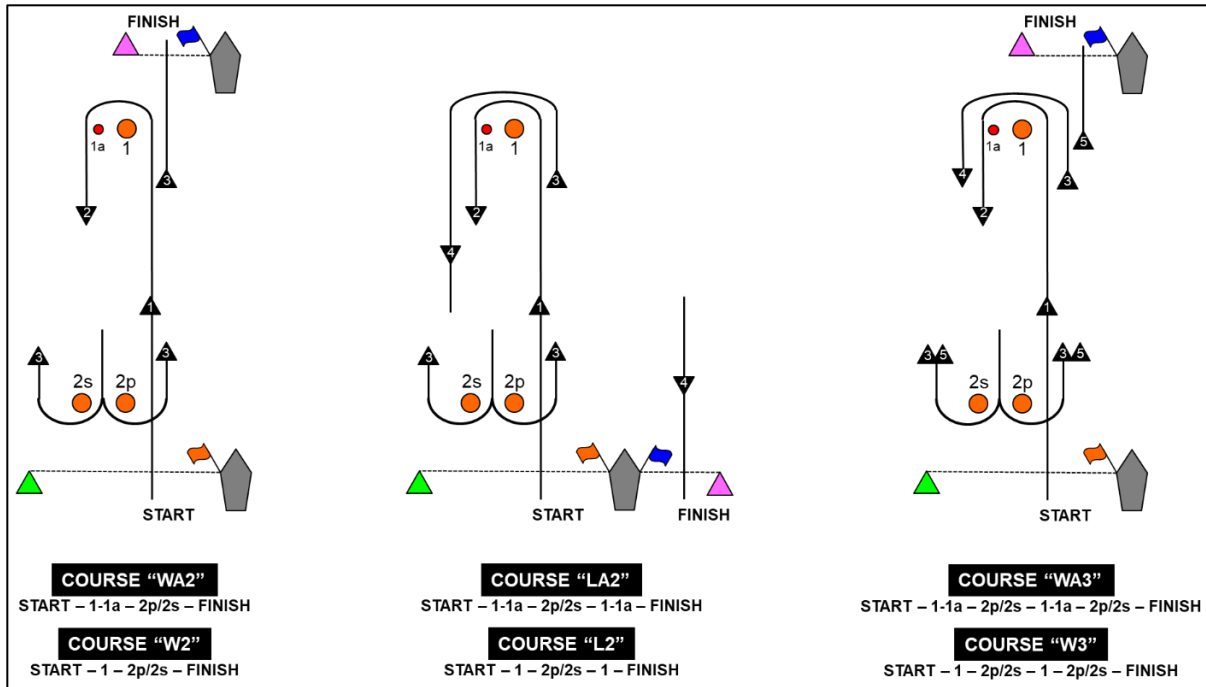 FINISH
1a
1
3
2
1
3
3
2s
2p
START
COURSE “WA2”
START – 1-1a – 2p/2s – FINISH
COURSE “W2”
START – 1 – 2p/2s – FINISH
1a
1
3
2
4
1
3
3
4
2s
2p
START
FINISH
COURSE “LA2”
START – 1-1a – 2p/2s – 1-1a – FINISH
COURSE “L2”
START – 1 – 2p/2s – 1 – FINISH
FINISH
1a
1
5
4
3
2
1
3 5
3 5
2s
2p
START
COURSE “WA3”
START – 1-1a – 2p/2s – 1-1a – 2p/2s – FINISH
COURSE “W3”
START – 1 – 2p/2s – 1 – 2p/2s – FINISH